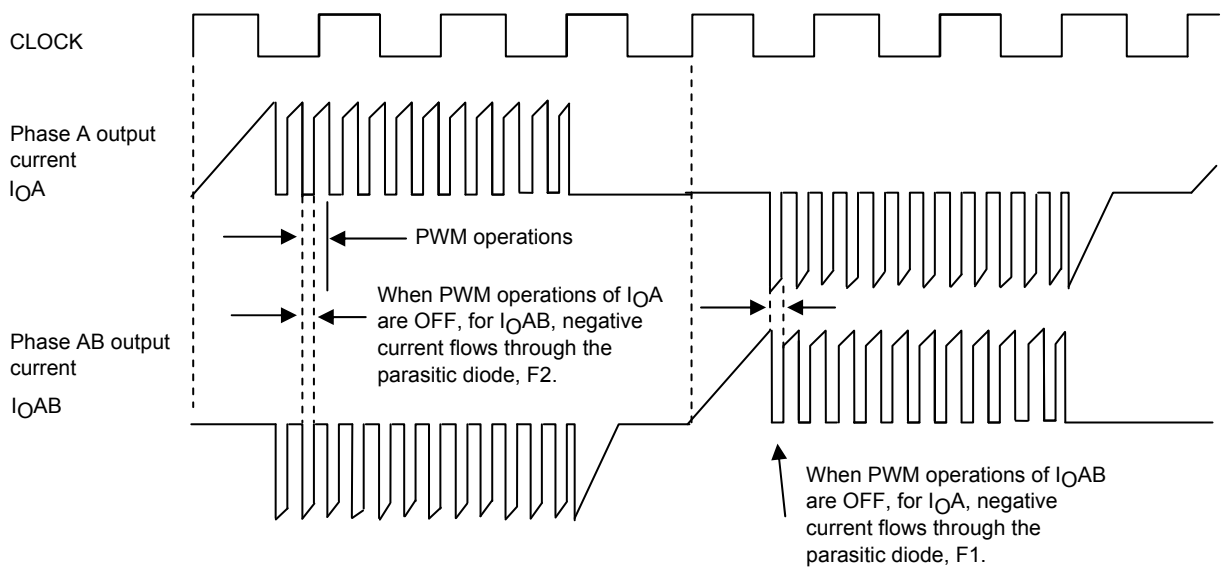 CLOCK
Phase A output
current
IOA
PWM operations
When PWM operations of IOA
are OFF, for IOAB, negative
current flows through the
parasitic diode, F2.
Phase AB output
current
IOAB
When PWM operations of IOAB
are OFF, for IOA, negative
current flows through the
parasitic diode, F1.